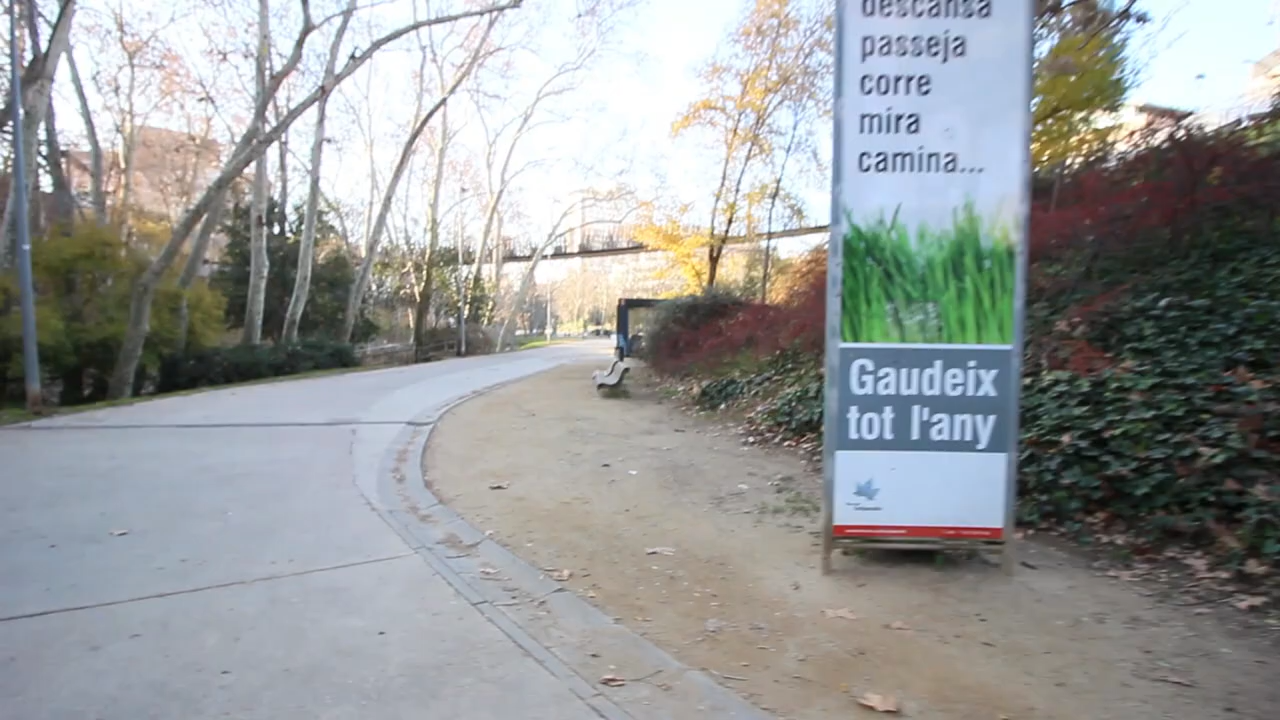 descansa
passeja
corre
mira
camina...
Gaudeix
tot l'any